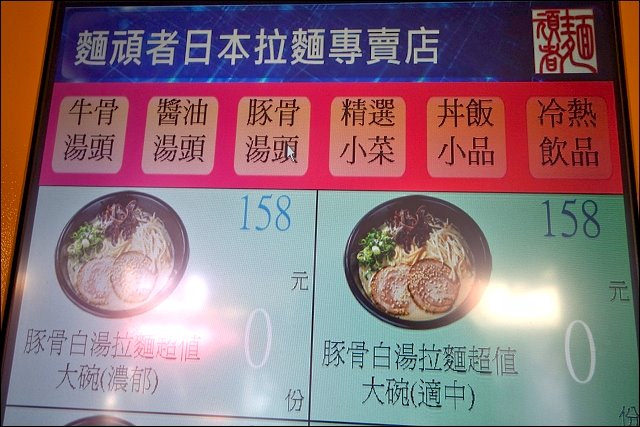 麵頑者日本拉麵專賣店
頑者麵
牛骨
湯頭
醬油
湯頭
豚骨
湯頭
精選
小菜
丼飯
小品
冷熱
飲品
158
元
豚骨白湯拉麵超值
大碗(濃郁)
0
份
158
元
豚骨白湯拉麵超值
大碗(適中)
0
份